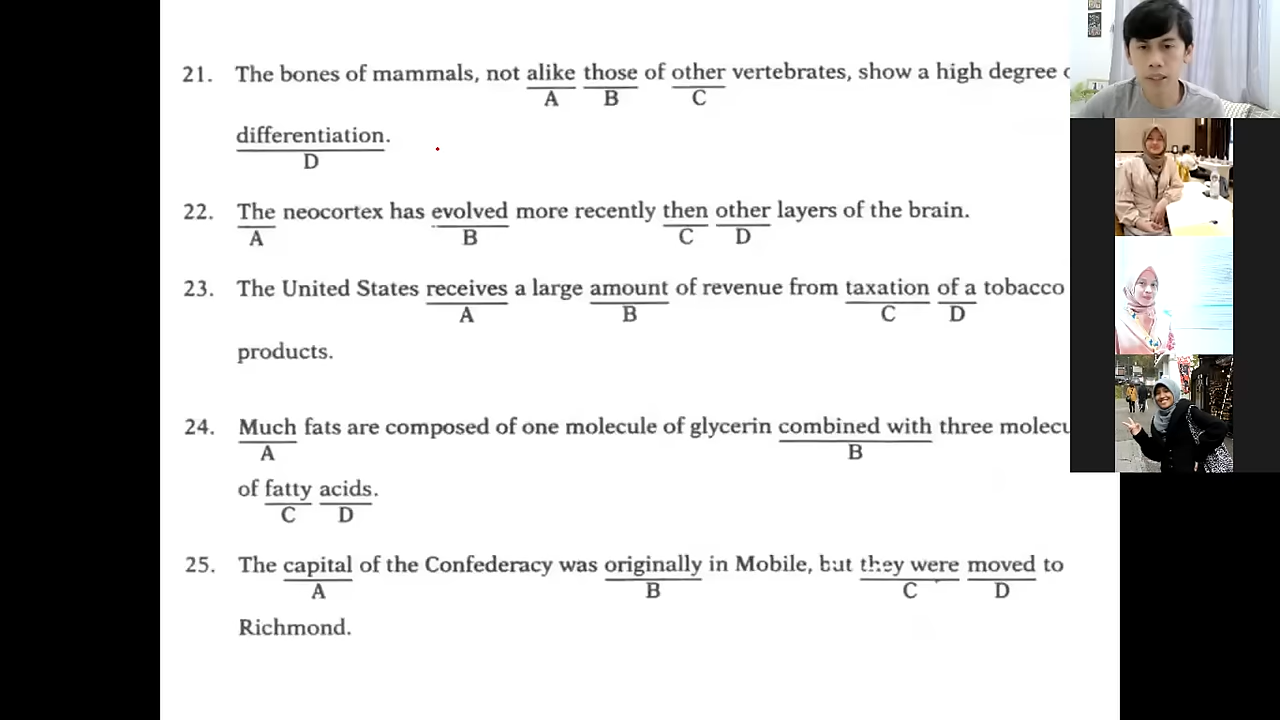 21. The bones of mammals, not alike those of other vertebrates, show a high degree
A B C
differentiation.
D
22. The neocortex has evolved more recently then other layers of the brain.
A B C D
23. The United States receives a large amount of revenue from taxation of a tobacco
A B C D
products.
24. Much fats are composed of one molecule of glycerin combined with three
A B
of fatty acids.
C D
25. The capital of the Confederacy was originally in Mobile, but they were moved to
A B C D
Richmond.